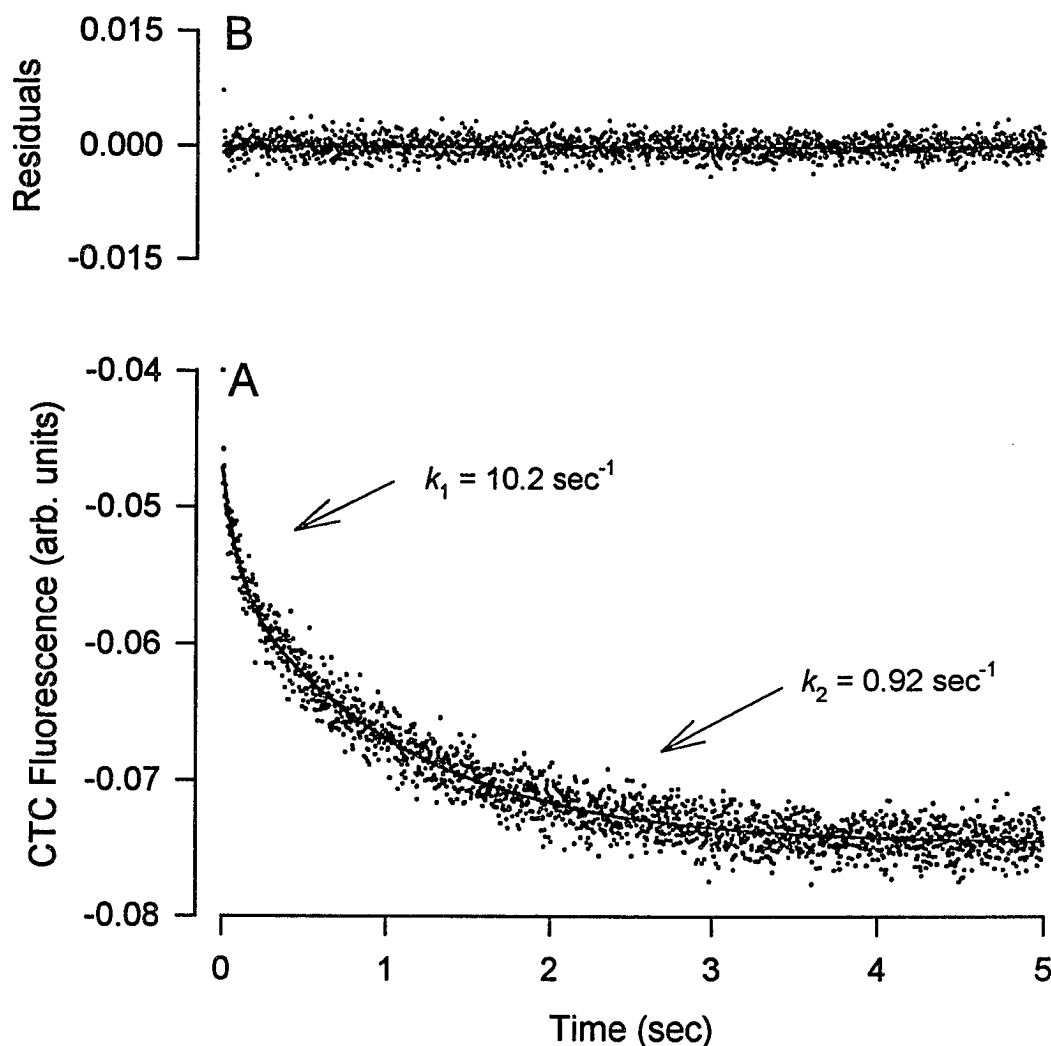 B
Residuals
0.015
0.000
-0.015
A
CTC Fluorescence (arb. units)
-0.04
-0.05
-0.06
-0.07
-0.08
k₁ = 10.2 sec⁻¹
k₂ = 0.92 sec⁻¹
0 1 2 3 4 5
Time (sec)